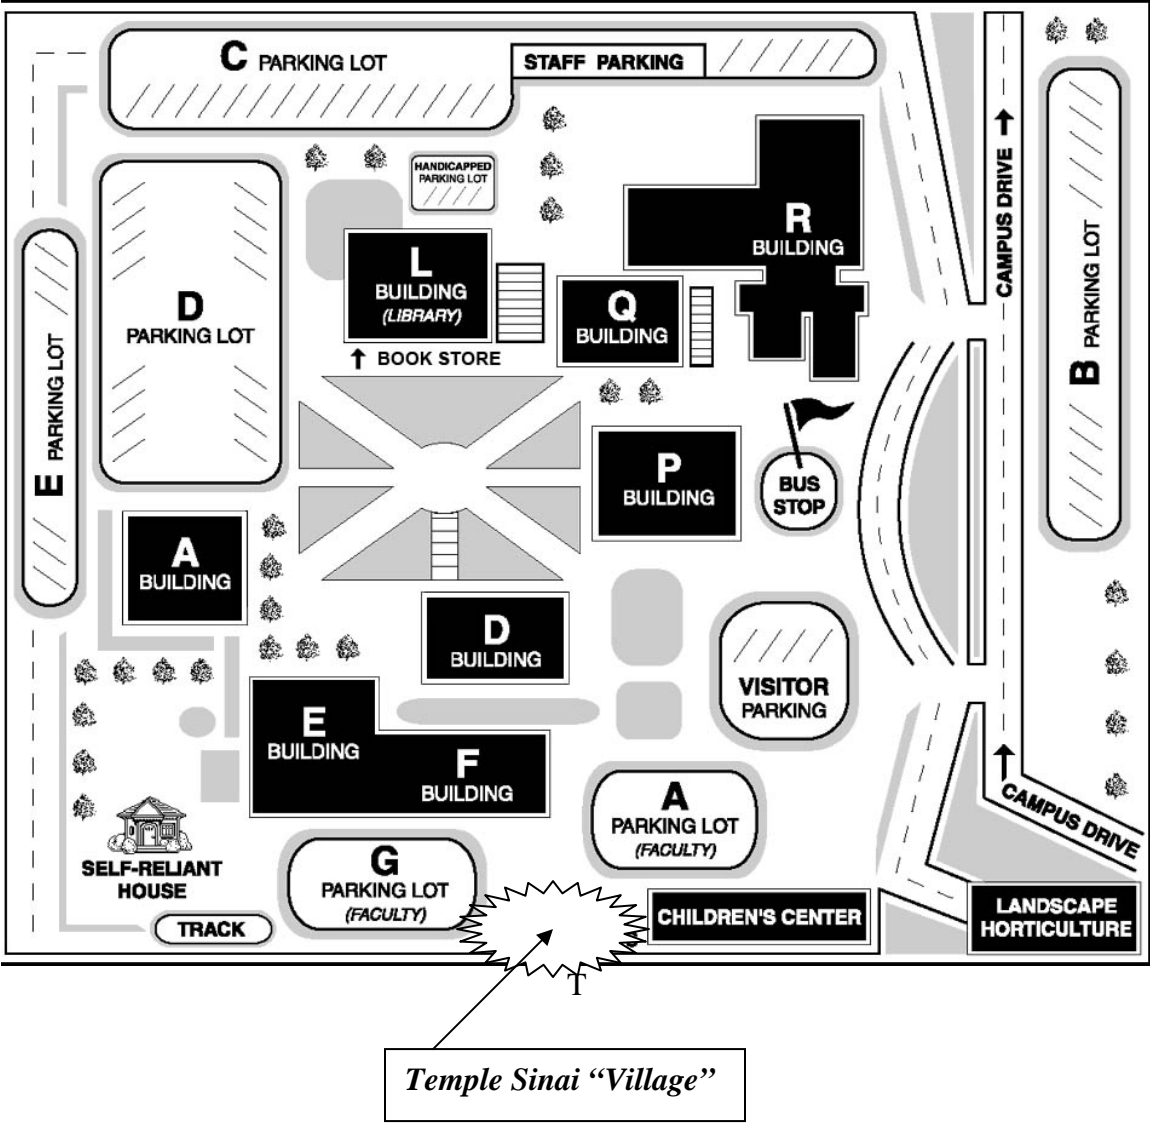 C PARKING LOT
STAFF PARKING
HANDICAPPED
PARKING LOT
CAMPUS DRIVE
B PARKING LOT
R
BUILDING
L
BUILDING
(LIBRARY)
Q
BUILDING
D
PARKING LOT
BOOK STORE
E PARKING LOT
P
BUILDING
BUS
STOP
A
BUILDING
D
BUILDING
VISITOR
PARKING
E
BUILDING
F
BUILDING
A
PARKING LOT
(FACULTY)
CAMPUS DRIVE
SELF-RELIANT
HOUSE
G
PARKING LOT
(FACULTY)
TRACK
CHILDREN'S CENTER
LANDSCAPE
HORTICULTURE
T
Temple Sinai “Village”